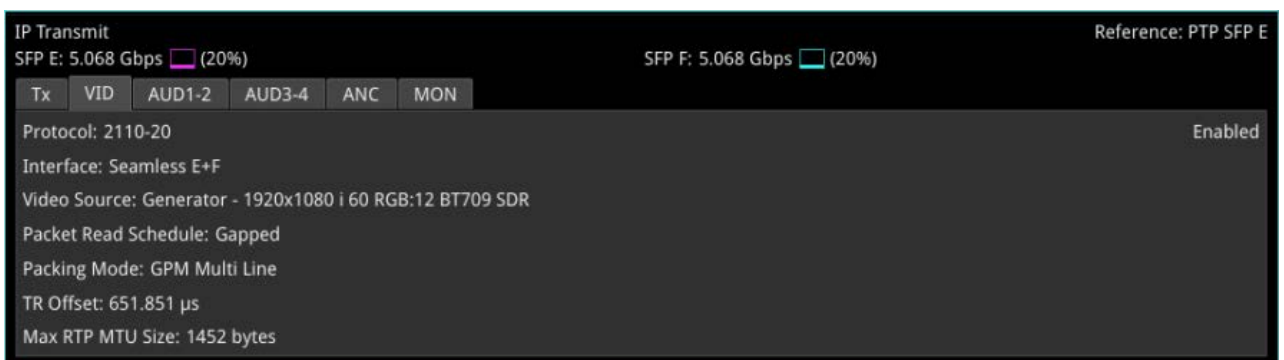 IP Transmit Reference: PTP SFP E
SFP E: 5.068 Gbps (20%) SFP F: 5.068 Gbps (20%)
Tx VID AUD1-2 AUD3-4 ANC MON
Protocol: 2110-20 Enabled
Interface: Seamless E+F
Video Source: Generator - 1920x1080 i 60 RGB:12 BT709 SDR
Packet Read Schedule: Gapped
Packing Mode: GPM Multi Line
TR Offset: 651.851 μs
Max RTP MTU Size: 1452 bytes